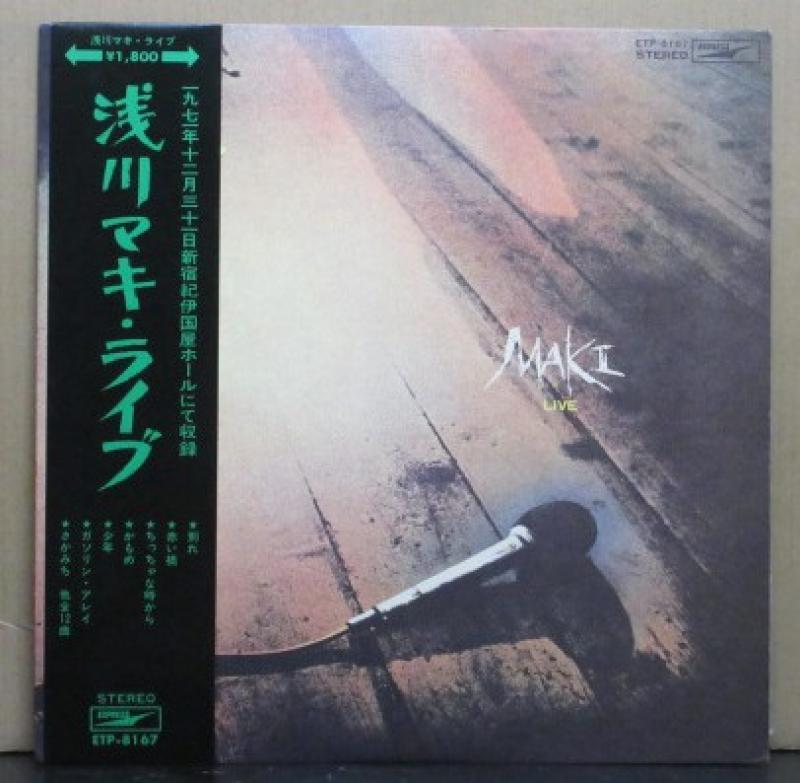 浅川マキ・ライブ
¥1,800
浅川マキ・ライブ
一九七一年十二月三十一日新宿紀伊国屋ホールにて収録
★別れ
★赤い橋
★ちっちゃな時から
★かもめ
★少年
★ガソリン・アレイ
★さかみち 他全12曲
STEREO
EXPRESS
ETP-8167
ETP-8167
STEREO
EXPRESS
MAKI
LIVE